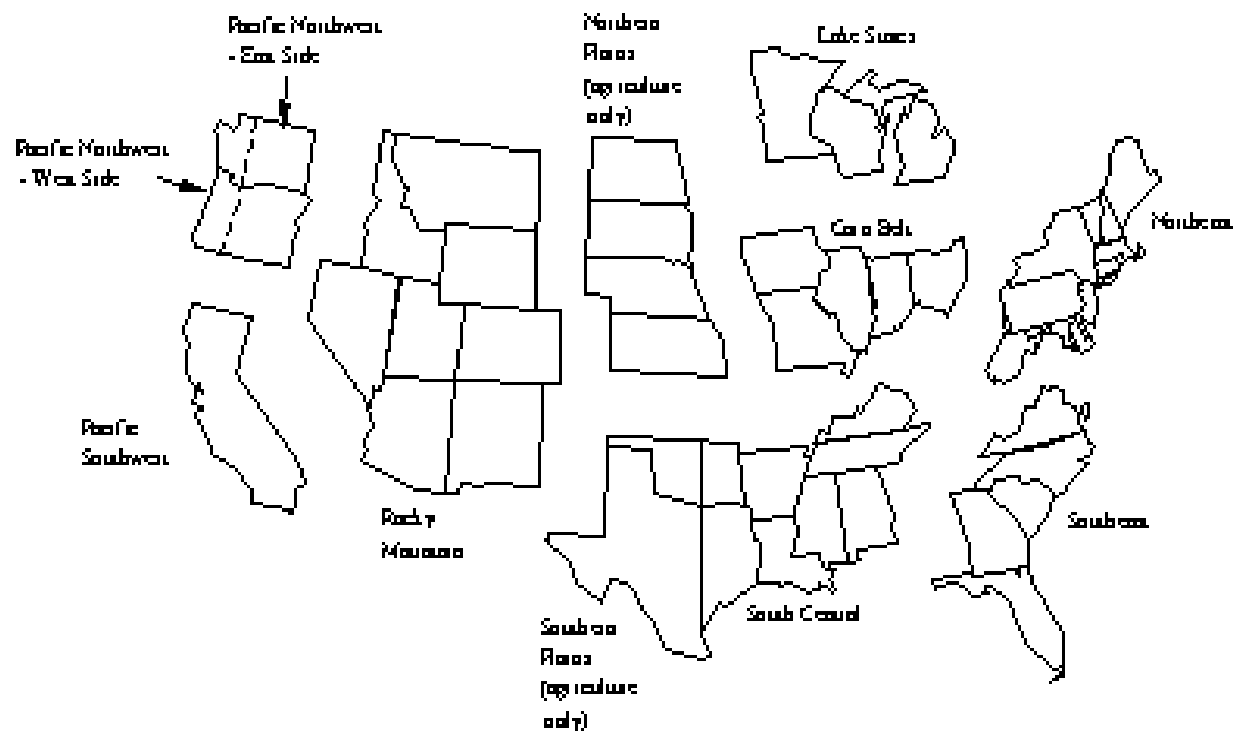 Pacific Northwest
- East Side
Northern
Plains
(agriculture
only)
Lake States
Pacific Northwest
- West Side
Northeast
Corn Belt
Pacific
Southwest
Rocky
Mountain
Southeast
South Central
Southern
Plains
(agriculture
only)